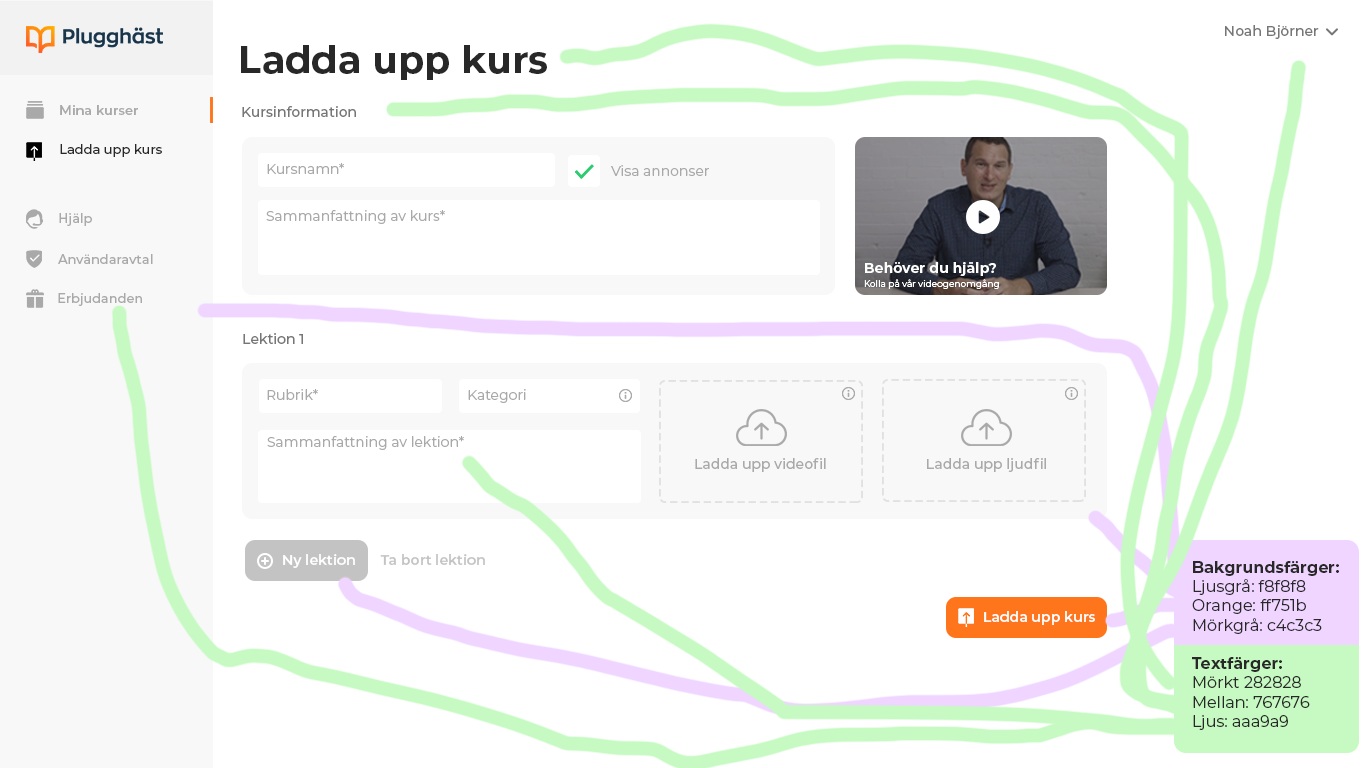 Plugghäst
Noah Björner
Ladda upp kurs
Mina kurser
Ladda upp kurs
Hjälp
Användaravtal
Erbjudanden
Kursinformation
Kursnamn*
Visa annonser
Sammanfattning av kurs*
Behöver du hjälp?
Kolla på vår videogenomgång
Lektion 1
Rubrik*
Kategori
Sammanfattning av lektion*
Ladda upp videofil
Ladda upp ljudfil
Ny lektion
Ta bort lektion
Ladda upp kurs
Bakgrundsfärger:
Ljusgrå: f8f8f8
Orange: ff751b
Mörkgrå: c4c3c3
Textfärger:
Mörkt 282828
Mellan: 767676
Ljus: aaa9a9